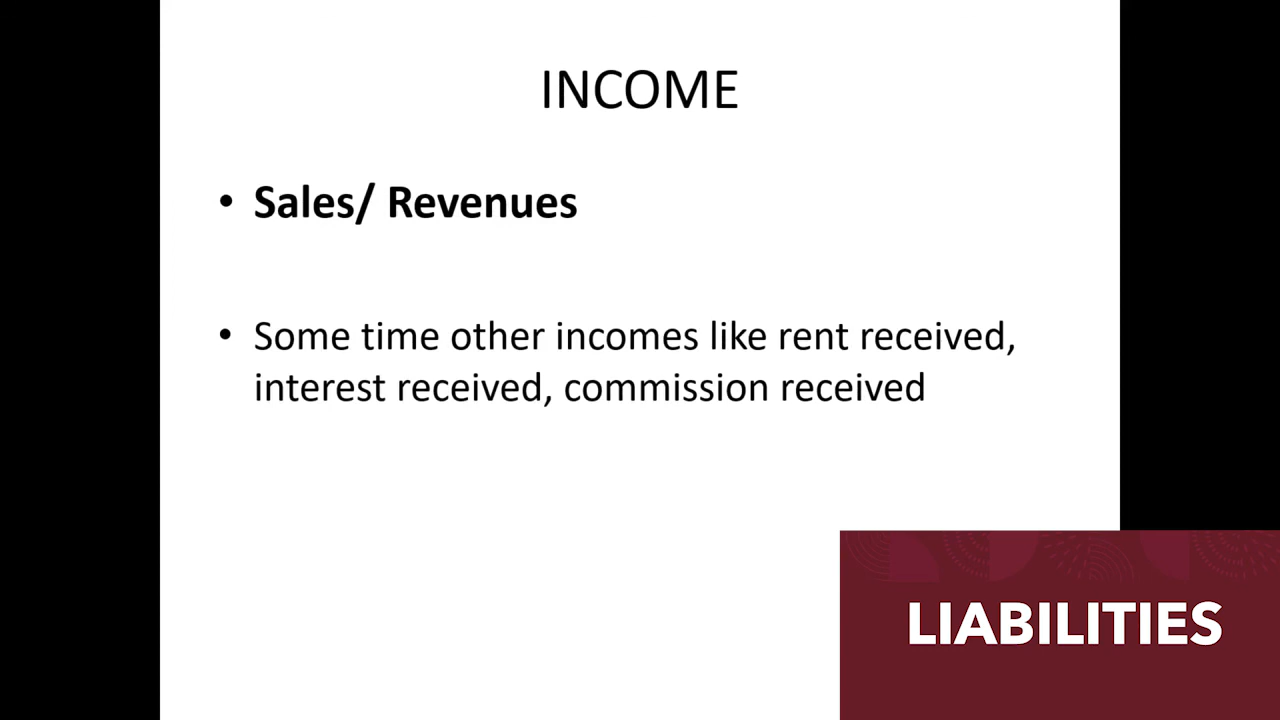 INCOME
• Sales/ Revenues
• Some time other incomes like rent received,
interest received, commission received
LIABILITIES